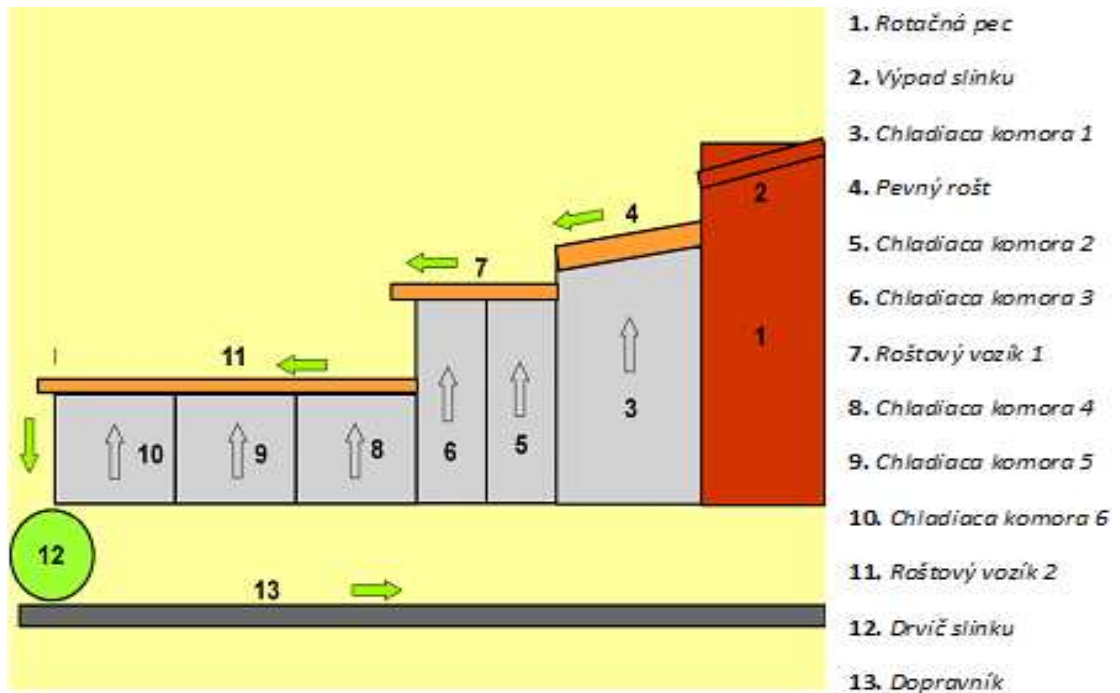 1. Rotačná pec
2. Výpad slinku
3. Chladiaca komora 1
4. Pevný rošt
5. Chladiaca komora 2
6. Chladiaca komora 3
7. Roštový vozík 1
8. Chladiaca komora 4
9. Chladiaca komora 5
10. Chladiaca komora 6
11. Roštový vozík 2
12. Drvič slinku
13. Dopravník
2
4
7
1
11
3
10
9
8
6
5
12
13